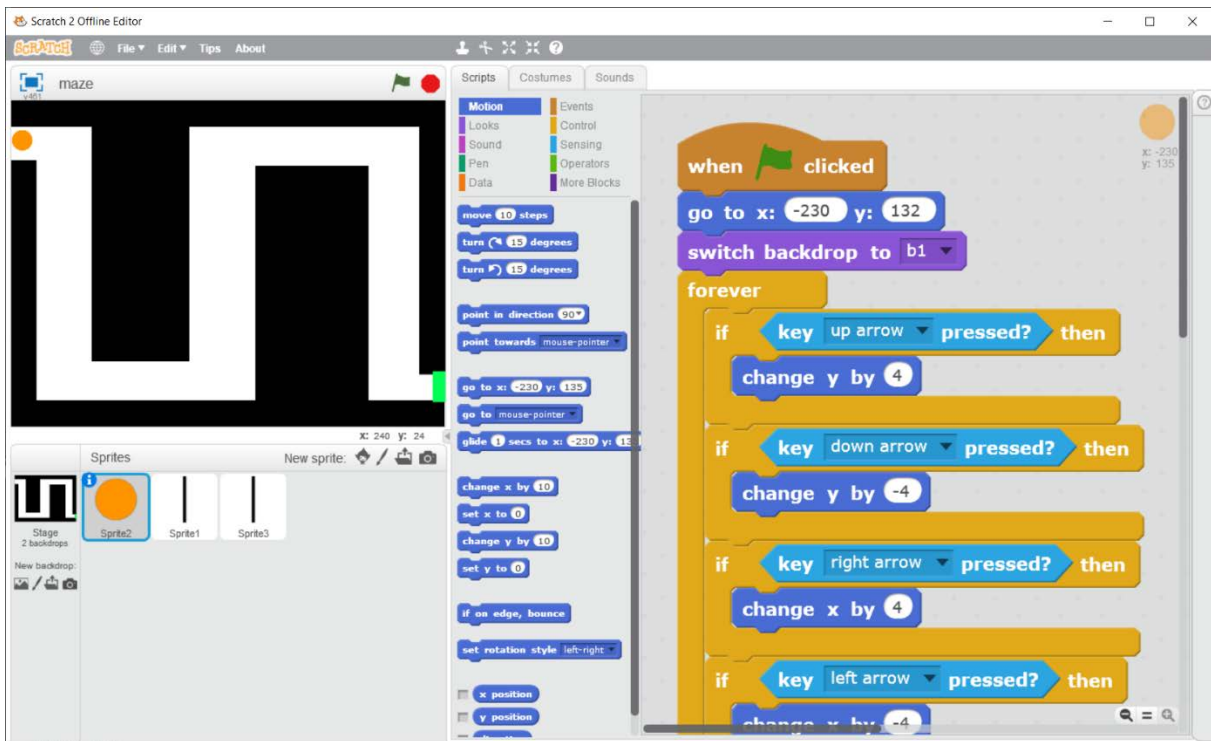 Scratch 2 Offline Editor
SCRATCH File Edit Tips About
maze
v461
X: 240 y: 24
Sprites New sprite:
Stage
2 backdrops
New backdrop:
Sprite2 Sprite1 Sprite3
Scripts Costumes Sounds
Motion Events
Looks Control
Sound Sensing
Pen Operators
Data More Blocks
move 10 steps
turn 15 degrees
turn 15 degrees
point in direction 90
point towards mouse-pointer
go to x: -230 y: 135
go to mouse-pointer
glide 1 secs to x: -230 y:
change x by 10
set x to 0
change y by 10
set y to 0
if on edge, bounce
set rotation style left-right
x position
y position
when clicked
go to x: -230 y: 132
switch backdrop to b1
forever
if key up arrow pressed? then
change y by 4
if key down arrow pressed? then
change y by -4
if key right arrow pressed? then
change x by 4
if key left arrow pressed? then
change x by -4
x: -230
y: 135